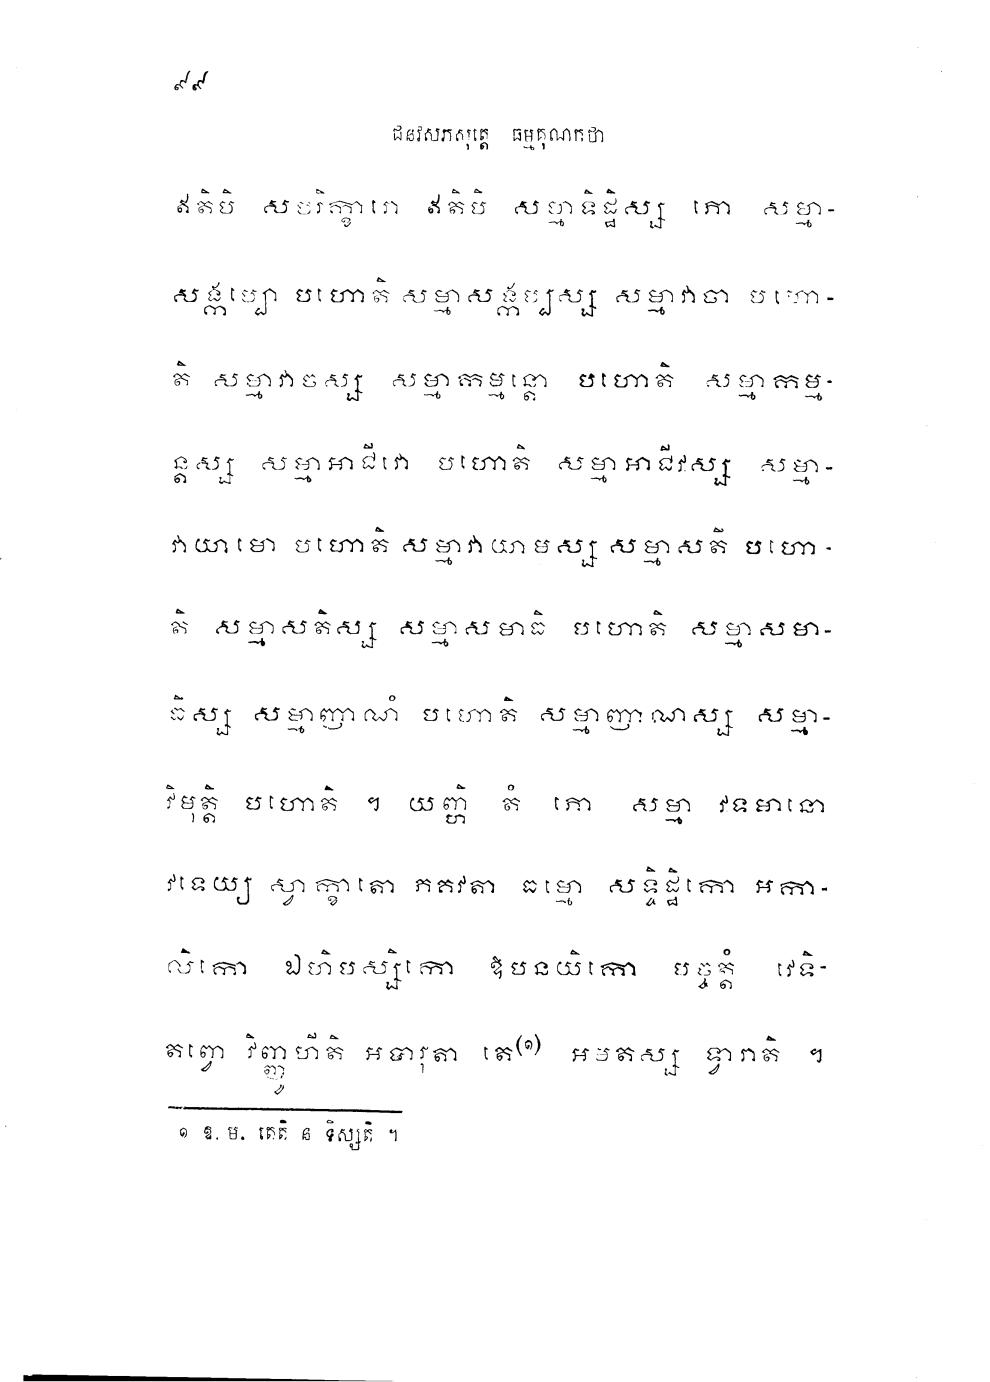 ៩៩
ជនវសភសុត្តេ ធម្មគុណកថា
ឥតិបិ សបរិក្ខារោ ឥតិបិ សម្មាទិដ្ឋិស្ស ភោ សម្មា-
សង្កប្បោ បហោតិ សម្មាសង្កប្បស្ស សម្មាវាចា បហោ-
តិ សម្មាវាចស្ស សម្មាកម្មន្តោ បហោតិ សម្មាកម្ម-
ន្តស្ស សម្មាអាជីវោ បហោតិ សម្មាអាជីវស្ស សម្មា-
វាយាមោ បហោតិ សម្មាវាយាមស្ស សម្មាសតិ បហោ-
តិ សម្មាសតិស្ស សម្មាសមាធិ បហោតិ សម្មាសមា-
ធិស្ស សម្មាញាណំ បហោតិ សម្មាញាណស្ស សម្មា-
វិមុត្តិ បហោតិ ។ យញ្ហិ តំ ភោ សម្មា វទមានោ
វទេយ្យ ស្វាក្ខាតោ ភគវតា ធម្មោ សន្ទិដ្ឋិកោ អកា-
លិកោ ឯហិបស្សិកោ ឱបនយិកោ បច្ចត្តំ វេទិ-
តព្វោ វិញ្ញូហីតិ អបារុតា តេ(១) អមតស្ស ទ្វារាតិ ។
១ ឱ. ម. តេតិ ន ទិស្សតិ ។